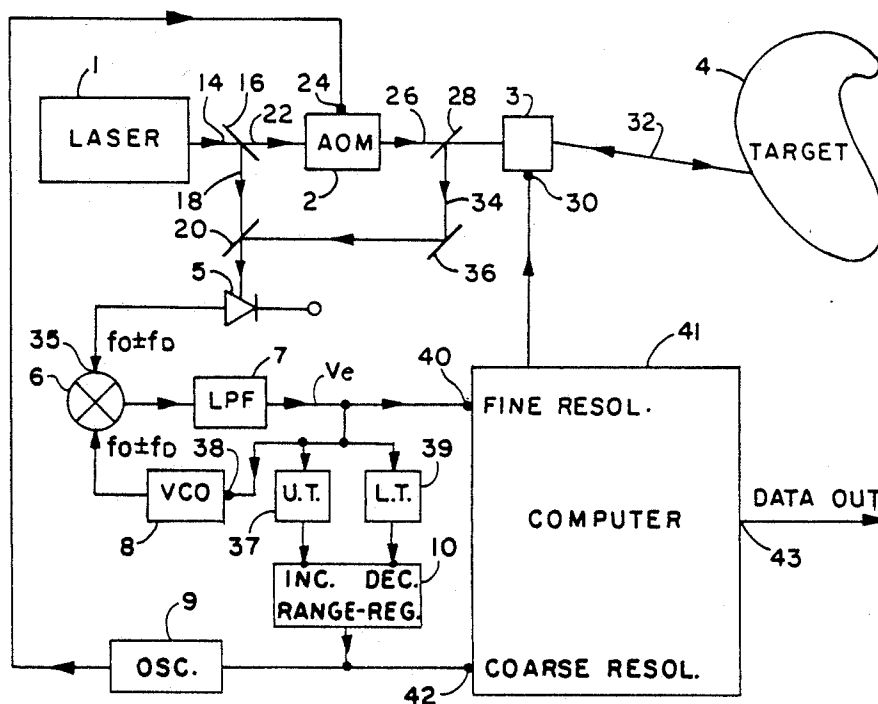 1
LASER
14
16
22
24
AOM
2
26
28
3
30
32
4
TARGET
18
20
34
36
5
35
6
fo±fD
7
LPF
Ve
40
41
FINE RESOL.
fo±fD
38
VCO
8
U.T.
37
L.T.
39
COMPUTER
DATA OUT
43
10
INC. DEC.
RANGE-REG.
9
OSC.
42
COARSE RESOL.